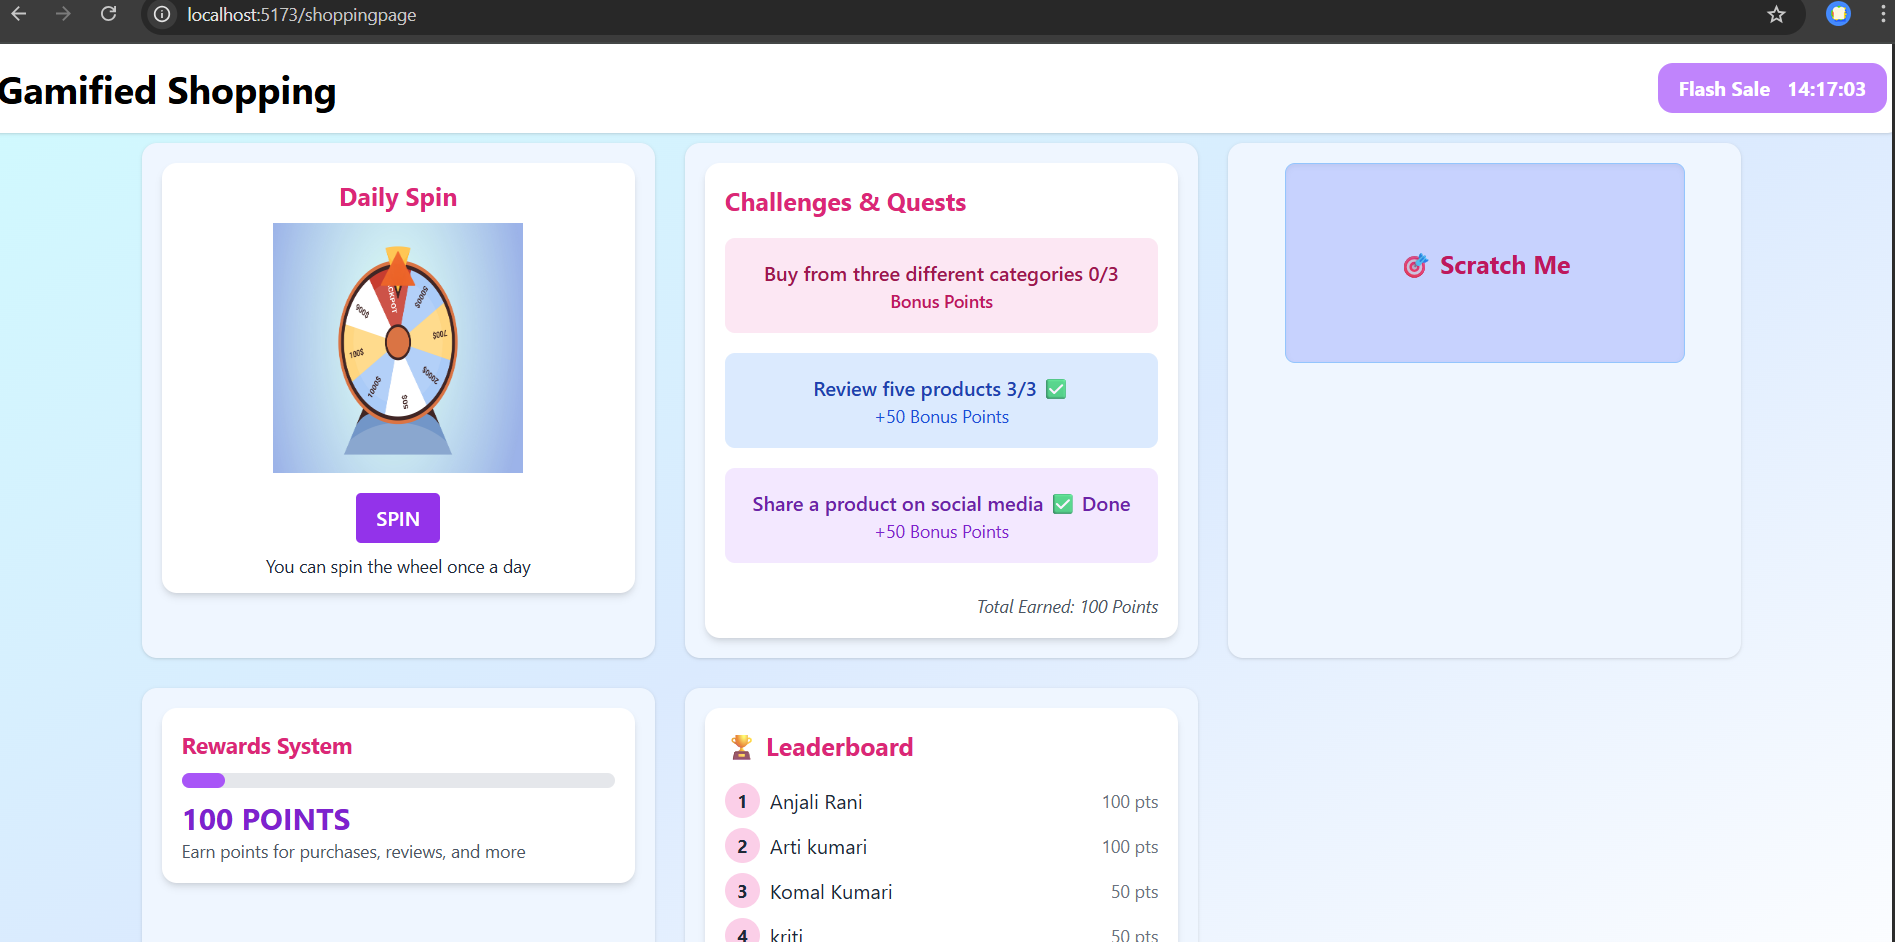 localhost:5173/shoppingpage
Gamified Shopping
Flash Sale 14:17:03
Daily Spin
SPIN
You can spin the wheel once a day
Challenges & Quests
Buy from three different categories 0/3
Bonus Points
Review five products 3/3 ✅
+50 Bonus Points
Share a product on social media ✅ Done
+50 Bonus Points
Total Earned: 100 Points
🎯 Scratch Me
Rewards System
100 POINTS
Earn points for purchases, reviews, and more
🏆 Leaderboard
1 Anjali Rani 100 pts
2 Arti kumari 100 pts
3 Komal Kumari 50 pts
4 kriti 50 pts